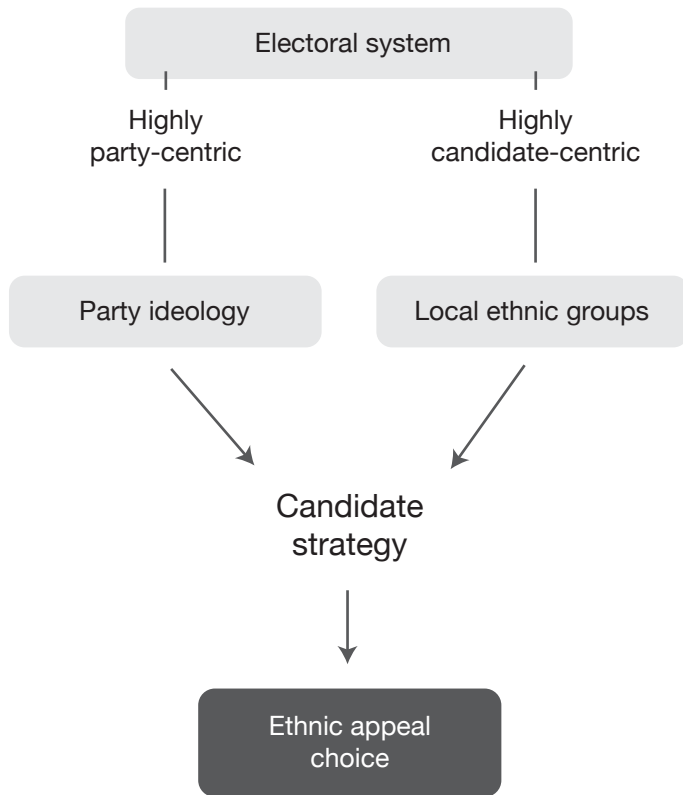 Electoral system
Highly
party-centric
Highly
candidate-centric
Party ideology
Local ethnic groups
Candidate
strategy
Ethnic appeal
choice